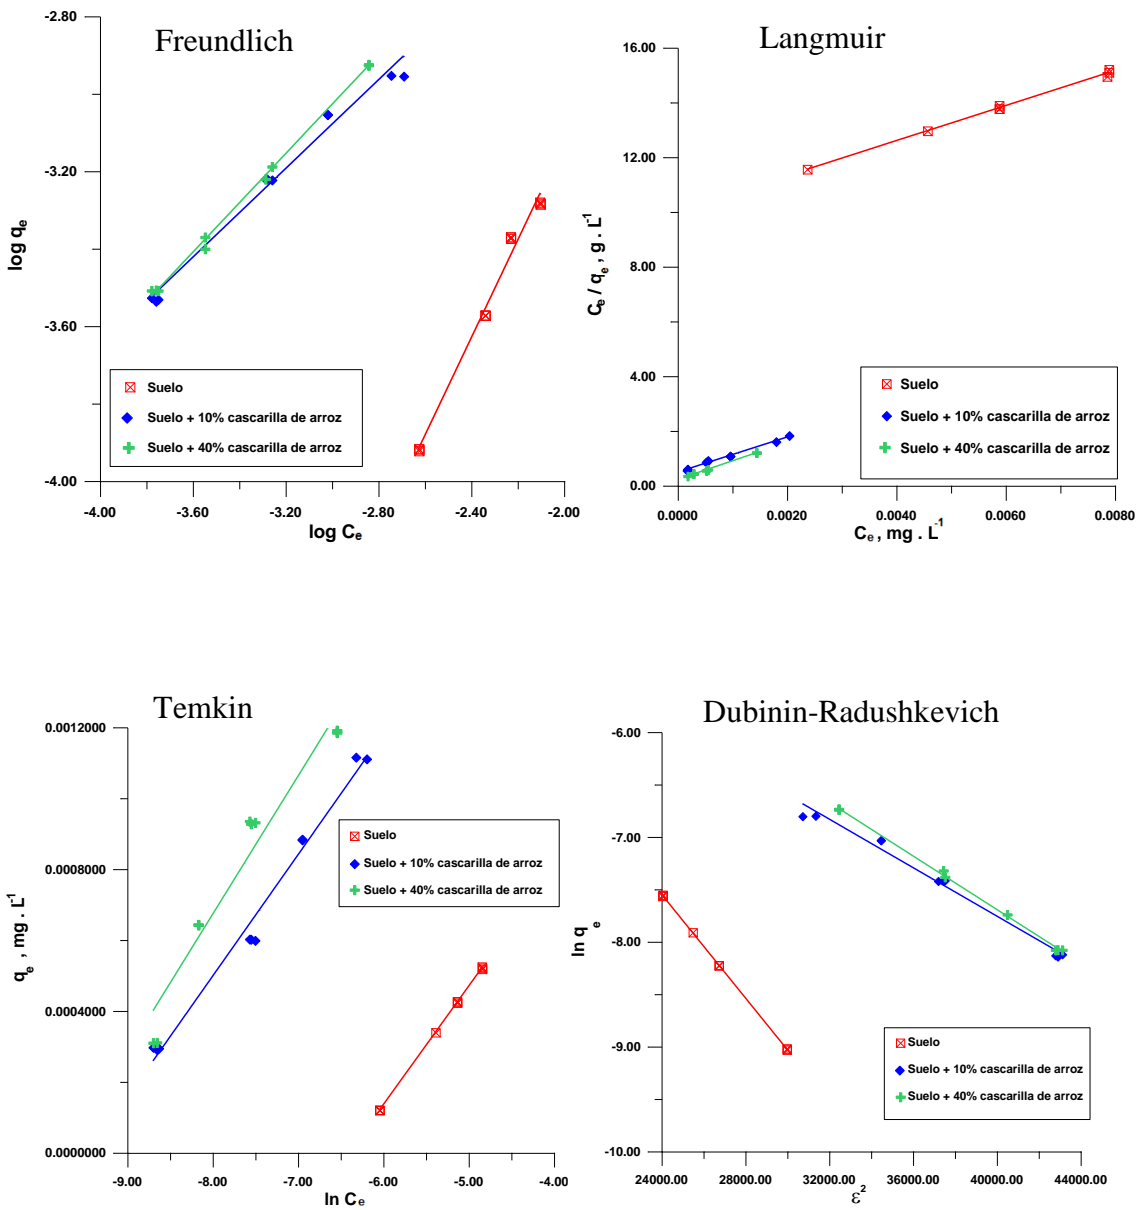 Freundlich
-2.80
-3.20
-3.60
-4.00
log qe
Suelo
Suelo + 10% cascarilla de arroz
Suelo + 40% cascarilla de arroz
-4.00 -3.60 -3.20 -2.80 -2.40 -2.00
log Ce
Langmuir
16.00
12.00
8.00
4.00
0.00
Ce / qe , g . L-1
Suelo
Suelo + 10% cascarilla de arroz
Suelo + 40% cascarilla de arroz
0.0000 0.0020 0.0040 0.0060 0.0080
Ce , mg . L-1
Temkin
0.0012000
0.0008000
0.0004000
0.0000000
qe , mg . L-1
Suelo
Suelo + 10% cascarilla de arroz
Suelo + 40% cascarilla de arroz
-9.00 -8.00 -7.00 -6.00 -5.00 -4.00
ln Ce
Dubinin-Radushkevich
-6.00
-7.00
-8.00
-9.00
-10.00
ln qe
Suelo
Suelo + 10% cascarilla de arroz
Suelo + 40% cascarilla de arroz
24000.00 28000.00 32000.00 36000.00 40000.00 44000.00
ε2